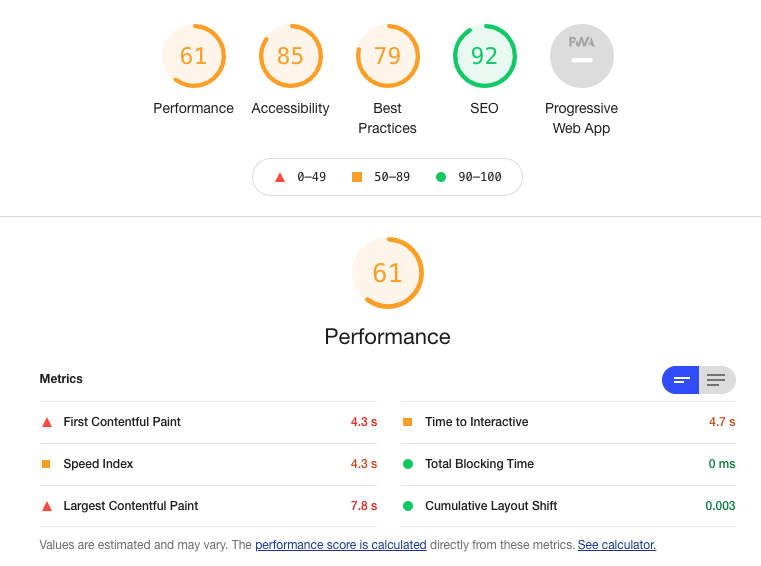 61
85
79
92
PWA
Performance
Accessibility
Best
Practices
SEO
Progressive
Web App
0–49
50–89
90–100
61
Performance
Metrics
First Contentful Paint 4.3 s
Time to Interactive 4.7 s
Speed Index 4.3 s
Total Blocking Time 0 ms
Largest Contentful Paint 7.8 s
Cumulative Layout Shift 0.003
Values are estimated and may vary. The performance score is calculated directly from these metrics. See calculator.